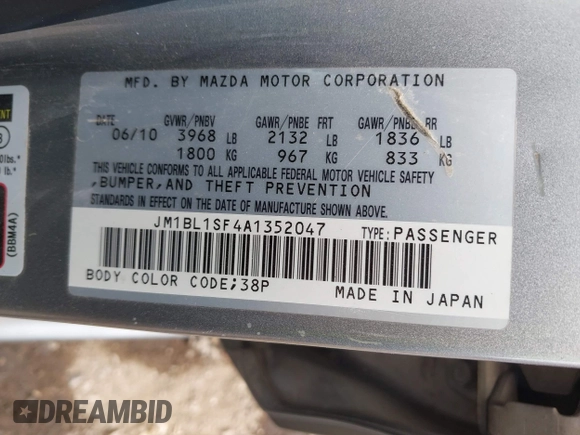 MFD. BY MAZDA MOTOR CORPORATION
DATE GVWR/PNBV GAWR/PNBE FRT GAWR/PNBE RR
06/10 3968 LB 2132 LB 1836 LB
1800 KG 967 KG 833 KG
THIS VEHICLE CONFORMS TO ALL APPLICABLE FEDERAL MOTOR VEHICLE SAFETY
,BUMPER,AND THEFT PREVENTION
STANDARDS IN EFFECT ON THE DATE OF MANUFACTURE SHOWN ABOVE.
JM1BL1SF4A1352047 TYPE:PASSENGER
BODY COLOR CODE;38P
MADE IN JAPAN
(BBM4A)
DREAMBID